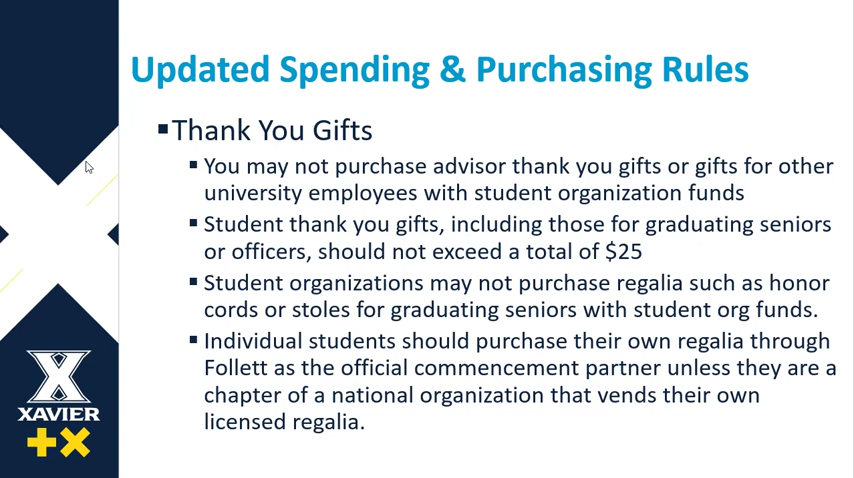 Updated Spending & Purchasing Rules
▪Thank You Gifts
▪ You may not purchase advisor thank you gifts or gifts for other
university employees with student organization funds
▪ Student thank you gifts, including those for graduating seniors
or officers, should not exceed a total of $25
▪ Student organizations may not purchase regalia such as honor
cords or stoles for graduating seniors with student org funds.
▪ Individual students should purchase their own regalia through
Follett as the official commencement partner unless they are a
chapter of a national organization that vends their own
licensed regalia.
X
XAVIER
+X